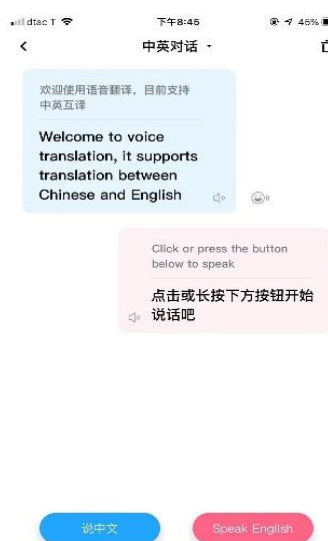 dtac T
下午8:45
46%
中英对话
欢迎使用语音翻译，目前支持
中英互译
Welcome to voice
translation, it supports
translation between
Chinese and English
Click or press the button
below to speak
点击或长按下方按钮开始
说话吧
说中文
Speak English